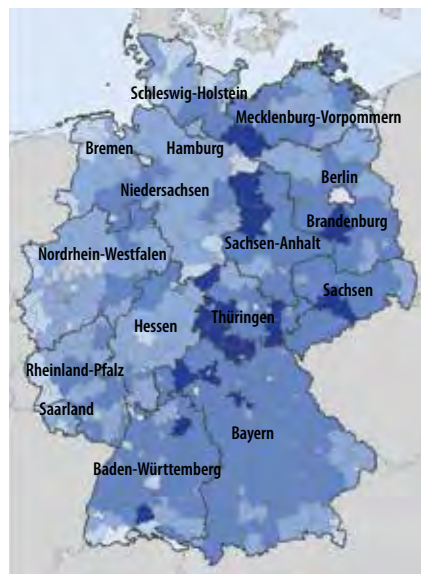 Schleswig-Holstein
Mecklenburg-Vorpommern
Bremen
Hamburg
Berlin
Niedersachsen
Brandenburg
Sachsen-Anhalt
Nordrhein-Westfalen
Sachsen
Thüringen
Hessen
Rheinland-Pfalz
Saarland
Bayern
Baden-Württemberg